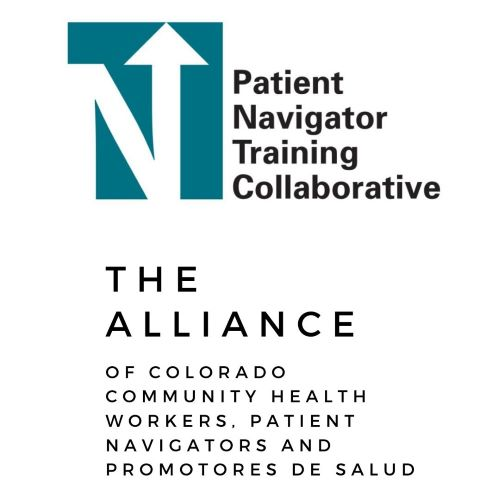 Patient
Navigator
Training
Collaborative
THE
ALLIANCE
OF COLORADO
COMMUNITY HEALTH
WORKERS, PATIENT
NAVIGATORS AND
PROMOTORES DE SALUD